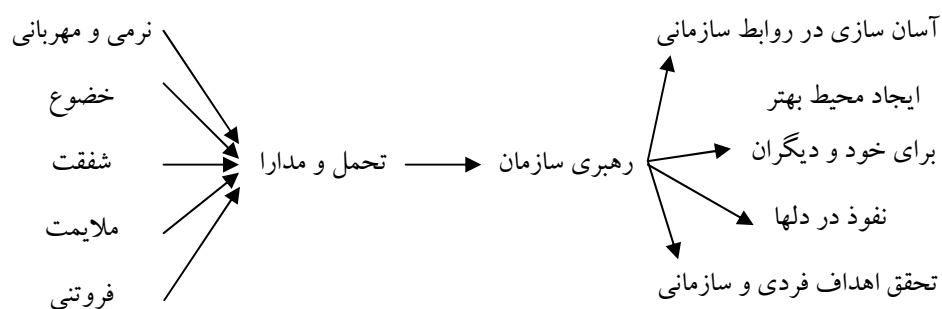 آسان سازی در روابط سازمانی
نرمی و مهربانی
ایجاد محیط بهتر
خضوع
برای خود و دیگران
رهبری سازمان
تحمل و مدارا
شفقت
نفوذ در دلها
ملایمت
تحقق اهداف فردی و سازمانی
فروتنی